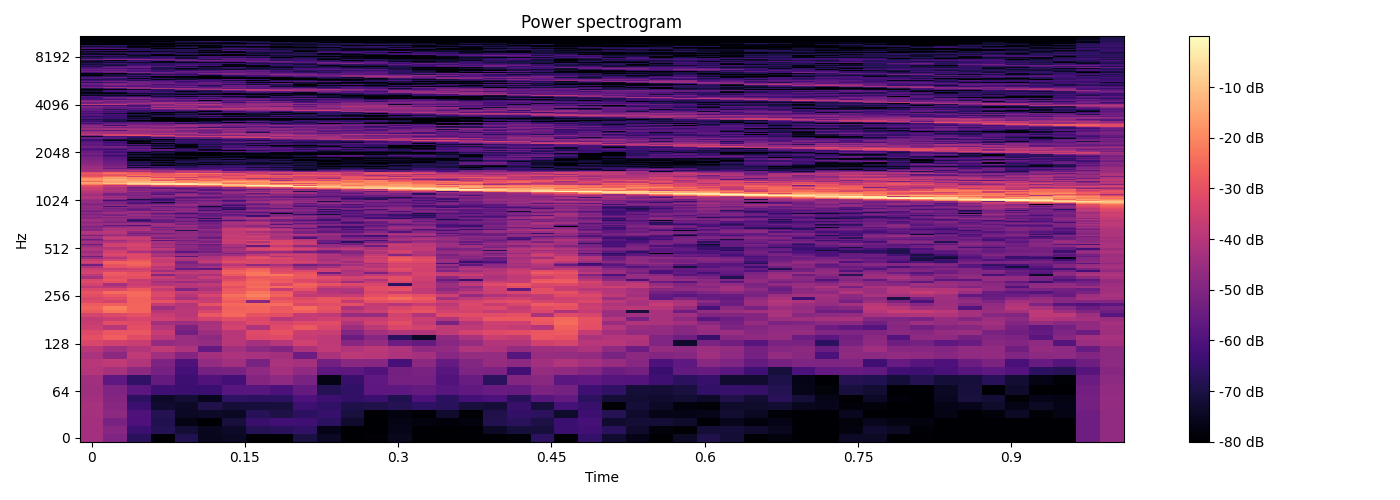 Power spectrogram
8192
4096
2048
1024
512
256
128
64
0
Hz
0 0.15 0.3 0.45 0.6 0.75 0.9
Time
-10 dB
-20 dB
-30 dB
-40 dB
-50 dB
-60 dB
-70 dB
-80 dB